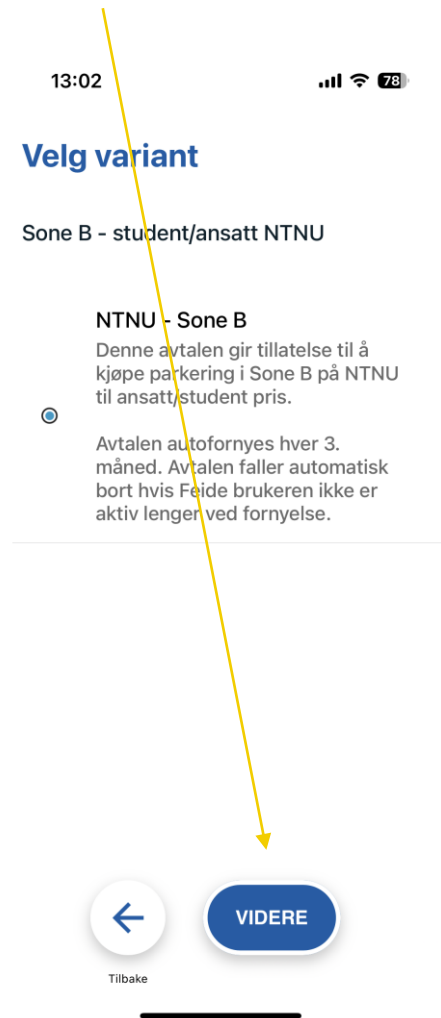 13:02
78
Velg variant
Sone B - student/ansatt NTNU
NTNU - Sone B
Denne avtalen gir tillatelse til å
kjøpe parkering i Sone B på NTNU
til ansatt/student pris.
Avtalen autofornyes hver 3.
måned. Avtalen faller automatisk
bort hvis Feide brukeren ikke er
aktiv lenger ved fornyelse.
VIDERE
Tilbake